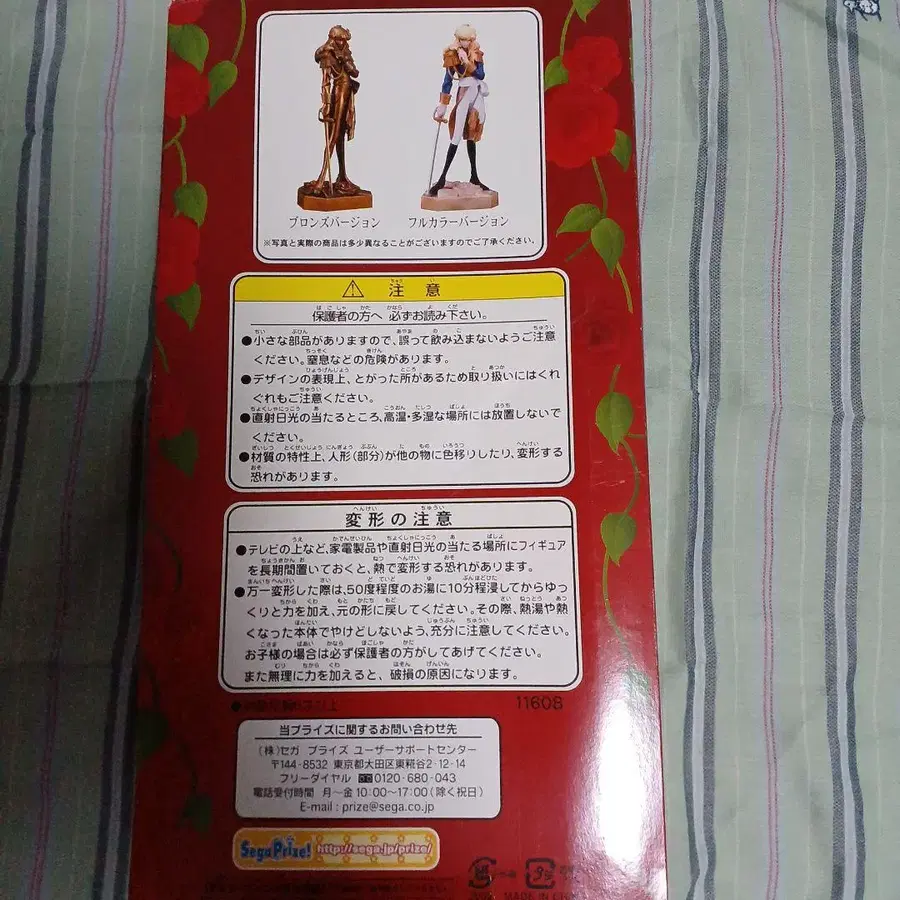 ブロンズバージョン
フルカラーバージョン
※写真と実際の商品は多少異なることがございますのでご了承ください。
注意
保護者の方へ 必ずお読み下さい。
●小さな部品がありますので、誤って飲み込まないようご注意
ください。窒息などの危険があります。
●デザインの表現上、とがった所があるため取り扱いにはくれ
ぐれもご注意ください。
●直射日光の当たるところ、高温・多湿な場所には放置しないで
ください。
●材質の特性上、人形(部分)が他の物に色移りしたり、変形する
恐れがあります。
変形の注意
●テレビの上など、家電製品や直射日光の当たる場所にフィギュア
を長期間置いておくと、熱で変形する恐れがあります。
●万一変形した際は、50度程度のお湯に10分程浸してからゆっ
くりと力を加え、元の形に戻してください。その際、熱湯や熱
くなった本体でやけどしないよう、充分に注意してください。
お子様の場合は必ず保護者の方がしてあげてください。
また無理に力を加えると、破損の原因になります。
11608
当プライズに関するお問い合わせ先
(株)セガ プライズ ユーザーサポートセンター
〒144-8532 東京都大田区東糀谷2-12-14
フリーダイヤル 0120-680-043
電話受付時間 月〜金 10:00〜17:00(除く祝日)
E-mail : prize@sega.co.jp
SegaPrize! http://sega.jp/prize/